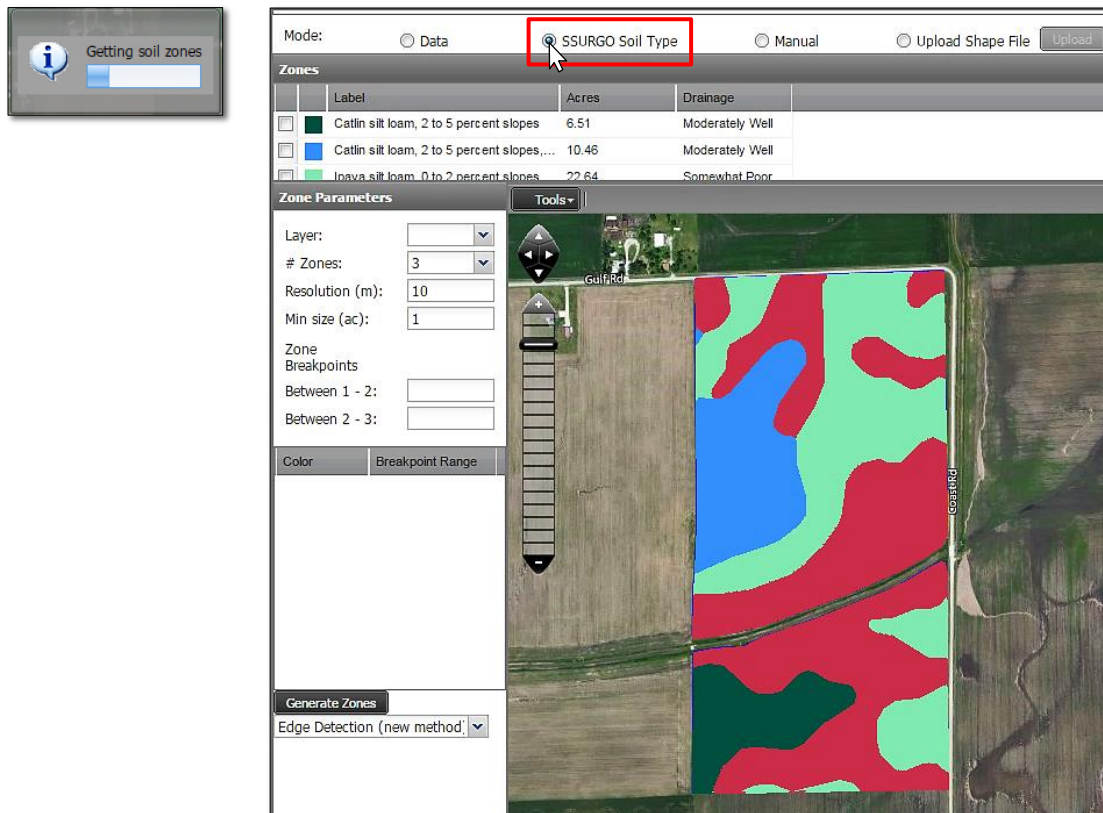 Getting soil zones
Mode: Data SSURGO Soil Type Manual Upload Shape File Upload
Zones
Label Acres Drainage
Catlin silt loam, 2 to 5 percent slopes 6.51 Moderately Well
Catlin silt loam, 2 to 5 percent slopes,... 10.46 Moderately Well
Ipava silt loam, 0 to 2 percent slopes 22.64 Somewhat Poor
Zone Parameters
Tools
Layer:
# Zones: 3
Resolution (m): 10
Min size (ac): 1
Zone
Breakpoints
Between 1 - 2:
Between 2 - 3:
Color Breakpoint Range
Generate Zones
Edge Detection (new method)
Gulf Rd
Coast Rd